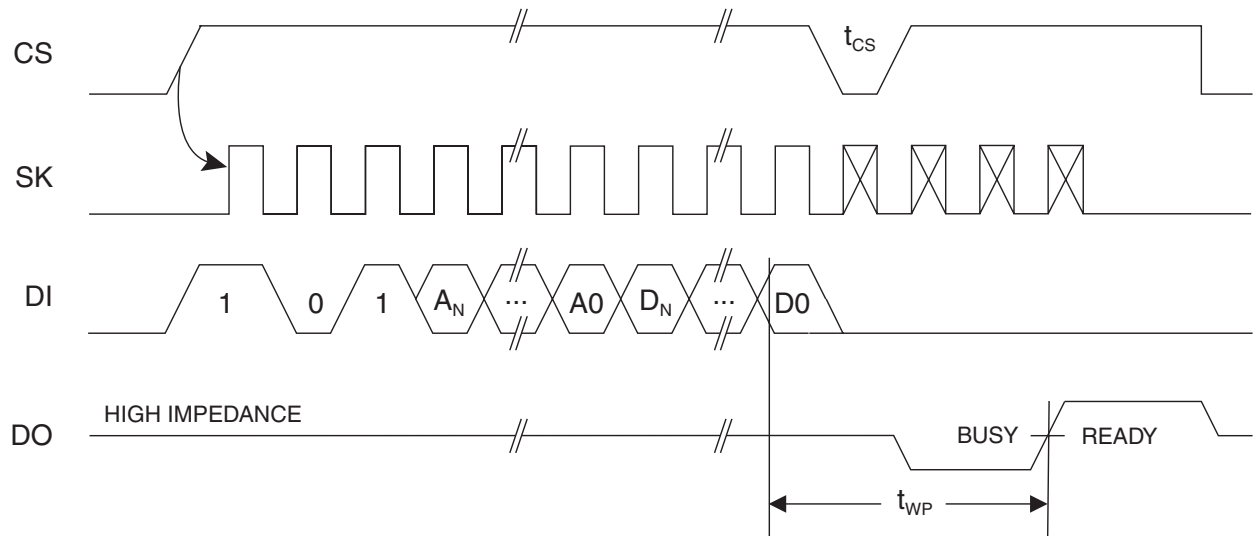 CS
t_CS
SK
DI
1 0 1 A_N ... A0 D_N ... D0
HIGH IMPEDANCE
DO
BUSY READY
t_WP